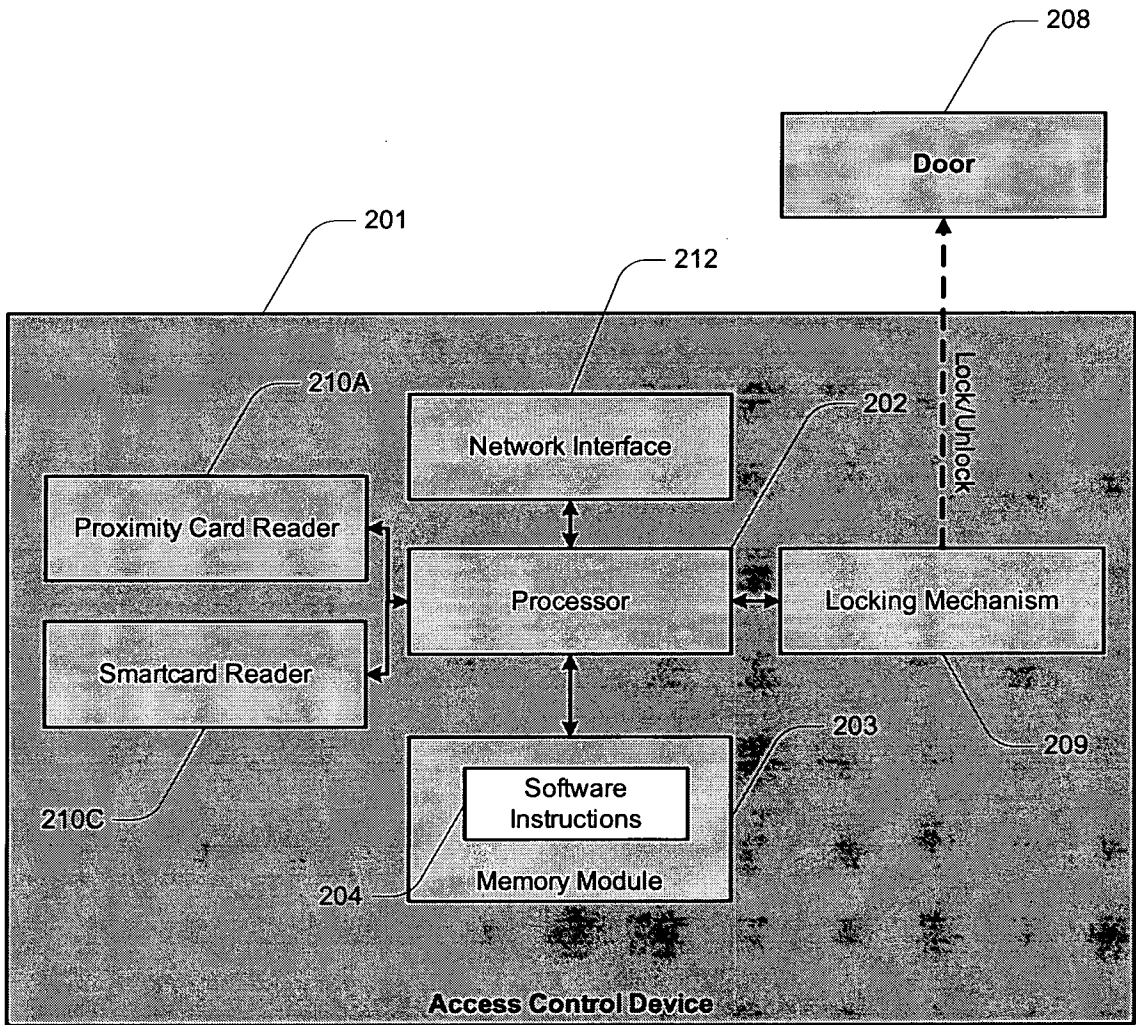 208
Door
201
212
Lock/Unlock
210A
202
Network Interface
Proximity Card Reader
Processor
Locking Mechanism
Smartcard Reader
203
209
Software
Instructions
210C
204
Memory Module
Access Control Device